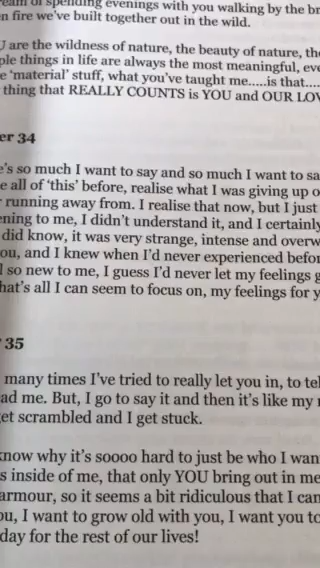 eam of spending evenings with you walking by the br
en fire we've built together out in the wild.
U are the wildness of nature, the beauty of nature, the
ple things in life are always the most meaningful, eve
e 'material' stuff, what you've taught me.....is that....
thing that REALLY COUNTS is YOU and OUR LOV
er 34
e's so much I want to say and so much I want to sa
e all of 'this' before, realise what I was giving up o
running away from. I realise that now, but I just
ening to me, I didn't understand it, and I certainly
did know, it was very strange, intense and overw
ou, and I knew when I'd never experienced befor
l so new to me, I guess I'd never let my feelings g
hat's all I can seem to focus on, my feelings for y
35
many times I've tried to really let you in, to tel
ad me. But, I go to say it and then it's like my
et scrambled and I get stuck.
know why it's soooo hard to just be who I wan
s inside of me, that only YOU bring out in me
armour, so it seems a bit ridiculous that I can
ou, I want to grow old with you, I want you to
day for the rest of our lives!